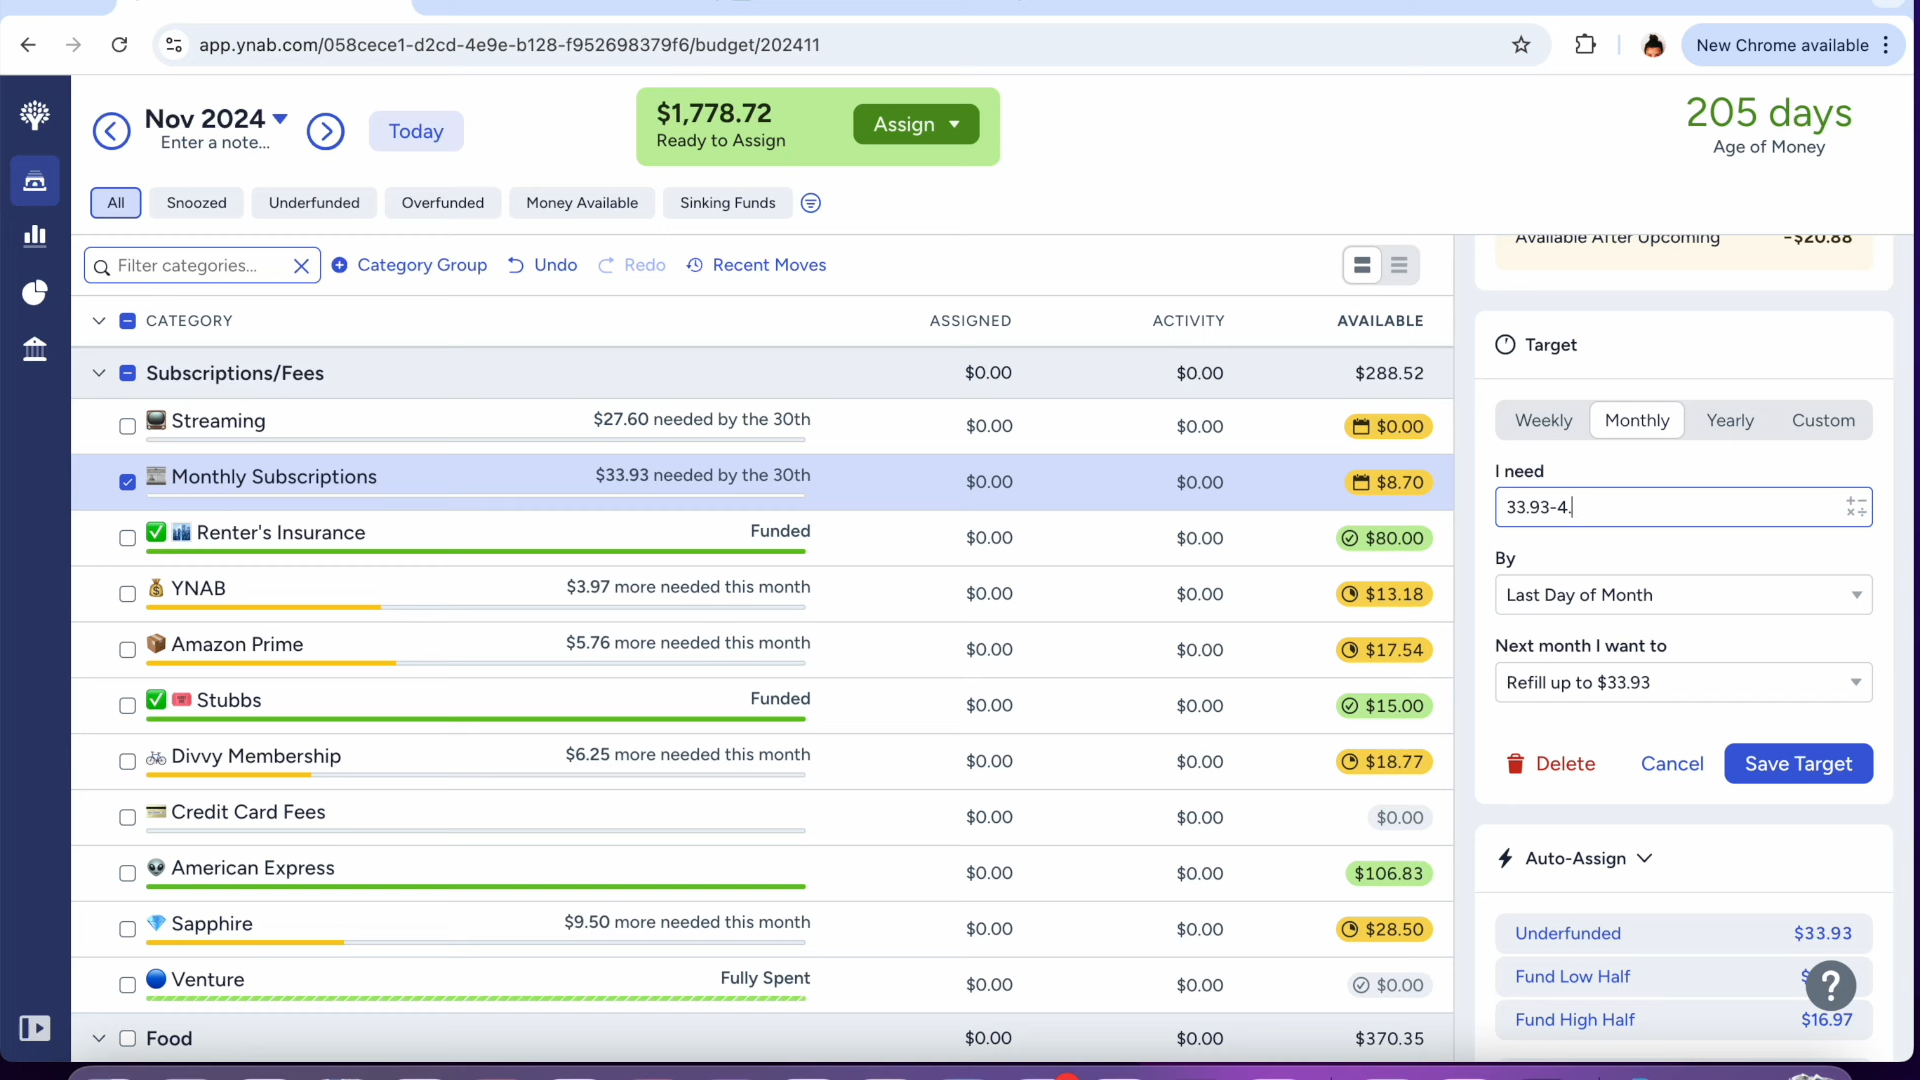 app.ynab.com/058cece1-d2cd-4e9e-b128-f952698379f6/budget/202411
New Chrome available
Nov 2024
Enter a note...
Today
$1,778.72
Ready to Assign
Assign
205 days
Age of Money
All
Snoozed
Underfunded
Overfunded
Money Available
Sinking Funds
Filter categories...
Category Group
Undo
Redo
Recent Moves
CATEGORY ASSIGNED ACTIVITY AVAILABLE
Subscriptions/Fees $0.00 $0.00 $288.52
Streaming $27.60 needed by the 30th $0.00 $0.00 $0.00
Monthly Subscriptions $33.93 needed by the 30th $0.00 $0.00 $8.70
Renter's Insurance Funded $0.00 $0.00 $80.00
YNAB $3.97 more needed this month $0.00 $0.00 $13.18
Amazon Prime $5.76 more needed this month $0.00 $0.00 $17.54
Stubbs Funded $0.00 $0.00 $15.00
Divvy Membership $6.25 more needed this month $0.00 $0.00 $18.77
Credit Card Fees $0.00 $0.00 $0.00
American Express $0.00 $0.00 $106.83
Sapphire $9.50 more needed this month $0.00 $0.00 $28.50
Venture Fully Spent $0.00 $0.00 $0.00
Food $0.00 $0.00 $370.35
Available After Upcoming -$20.88
Target
Weekly Monthly Yearly Custom
I need
33.93-4.
By
Last Day of Month
Next month I want to
Refill up to $33.93
Delete Cancel Save Target
Auto-Assign
Underfunded $33.93
Fund Low Half $
Fund High Half $16.97
?